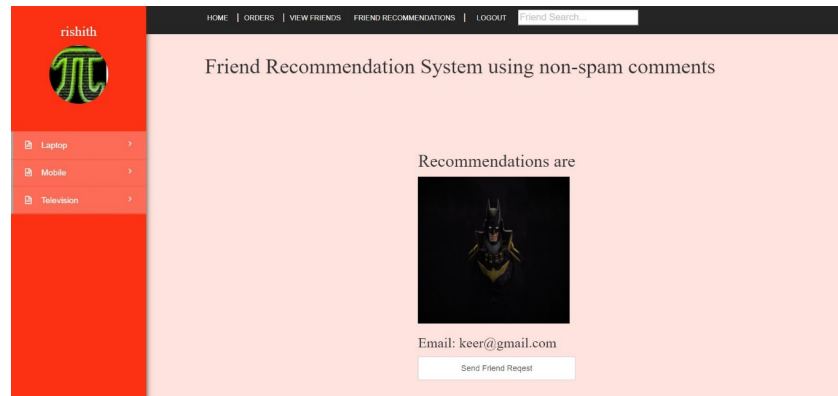 rishith
HOME | ORDERS | VIEW FRIENDS FRIEND RECOMMENDATIONS | LOGOUT Friend Search...
Friend Recommendation System using non-spam comments
Laptop
Mobile
Television
Recommendations are
Email: keer@gmail.com
Send Friend Reqest